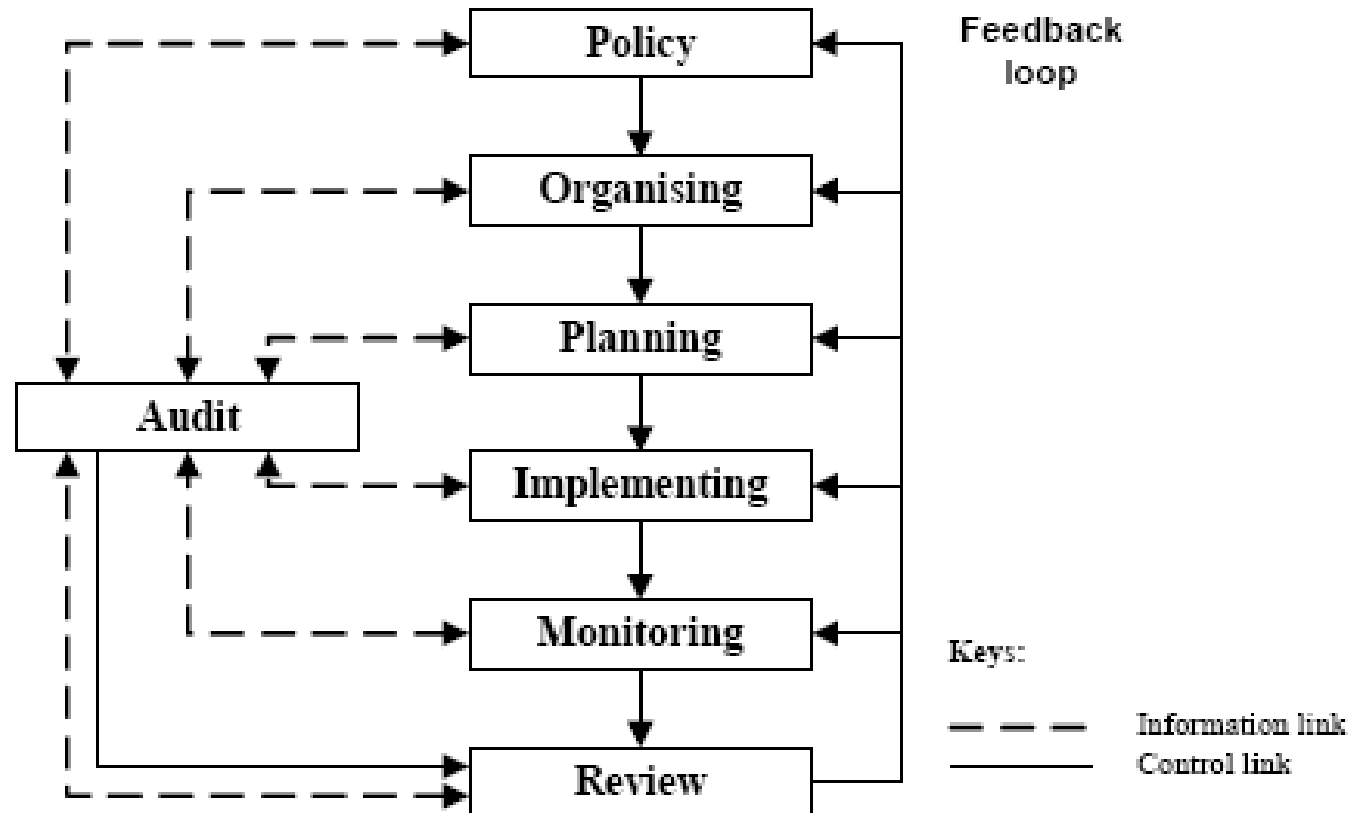 Policy
Feedback
loop
Organising
Planning
Audit
Implementing
Monitoring
Keys:
Information link
Control link
Review